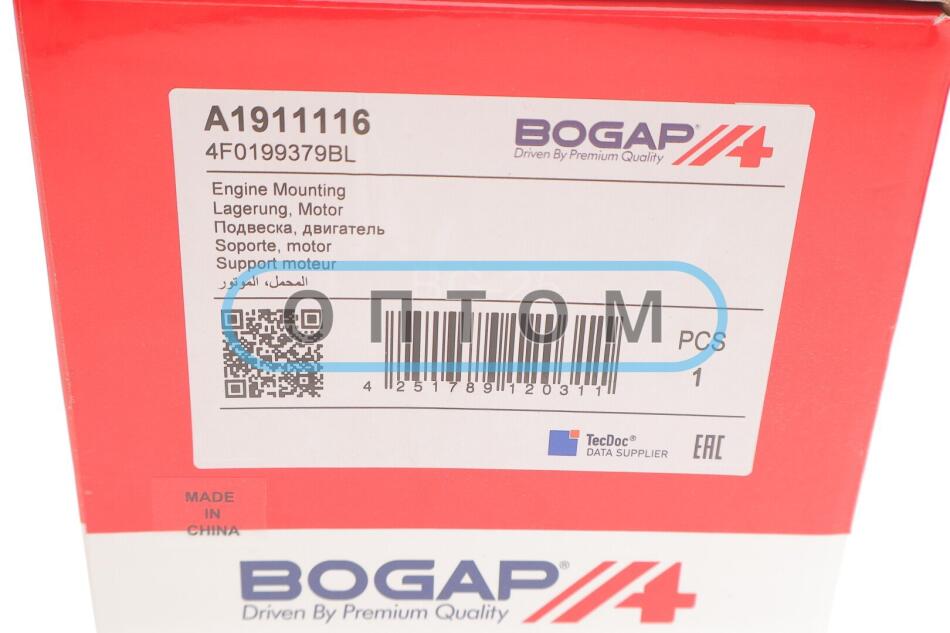 A1911116
4F0199379BL
BOGAP
Driven By Premium Quality
Engine Mounting
Lagerung, Motor
Подвеска, двигатель
Soporte, motor
Support moteur
المحمل، الموتور
ОПТОМ
PCS
1
4 251789 120311
TecDoc®
DATA SUPPLIER
EAC
MADE
IN
CHINA
BOGAP®
Driven By Premium Quality